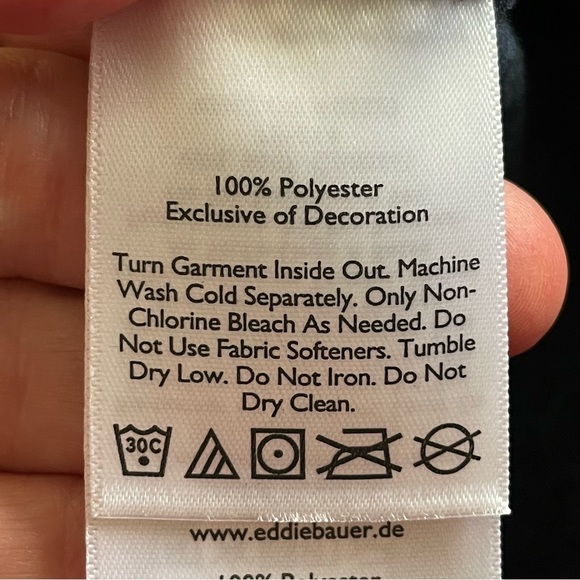 100% Polyester
Exclusive of Decoration
Turn Garment Inside Out. Machine
Wash Cold Separately. Only Non-
Chlorine Bleach As Needed. Do
Not Use Fabric Softeners. Tumble
Dry Low. Do Not Iron. Do Not
Dry Clean.
30C
www.eddiebauer.de
100% Polyester